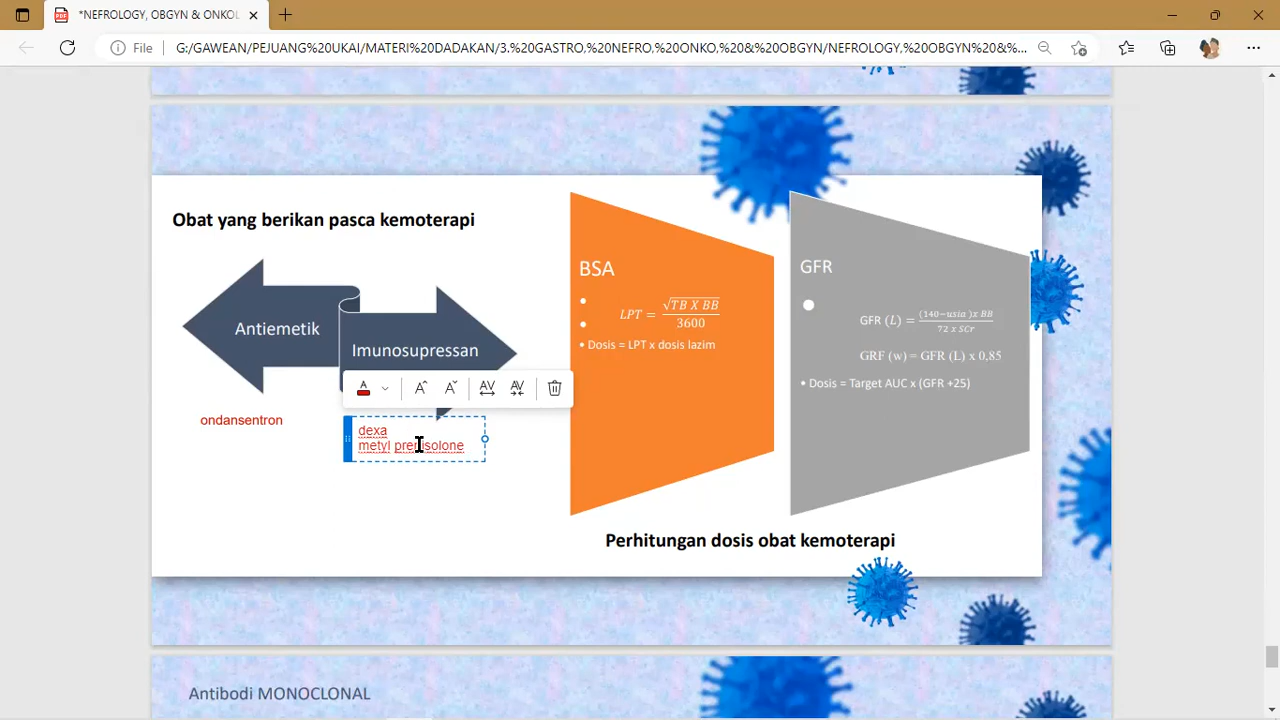 *NEFROLOGY, OBGYN & ONKOL
File
G:/GAWEAN/PEJUANG%20UKAI/MATERI%20DADAKAN/3.%20GASTRO,%20NEFRO,%20ONKO,%20&%20OBGYN/NEFROLOGY,%20OBGYN%20&%...
Obat yang berikan pasca kemoterapi
Antiemetik
Imunosupressan
A
A
A
AV
AV
ondansentron
dexa
metyl prednisolone
BSA
LPT = √TB X BB / 3600
• Dosis = LPT x dosis lazim
GFR
GFR (L) = (140−usia )x BB / 72 x SCr
GRF (w) = GFR (L) x 0,85
• Dosis = Target AUC x (GFR +25)
Perhitungan dosis obat kemoterapi
Antibodi MONOCLONAL